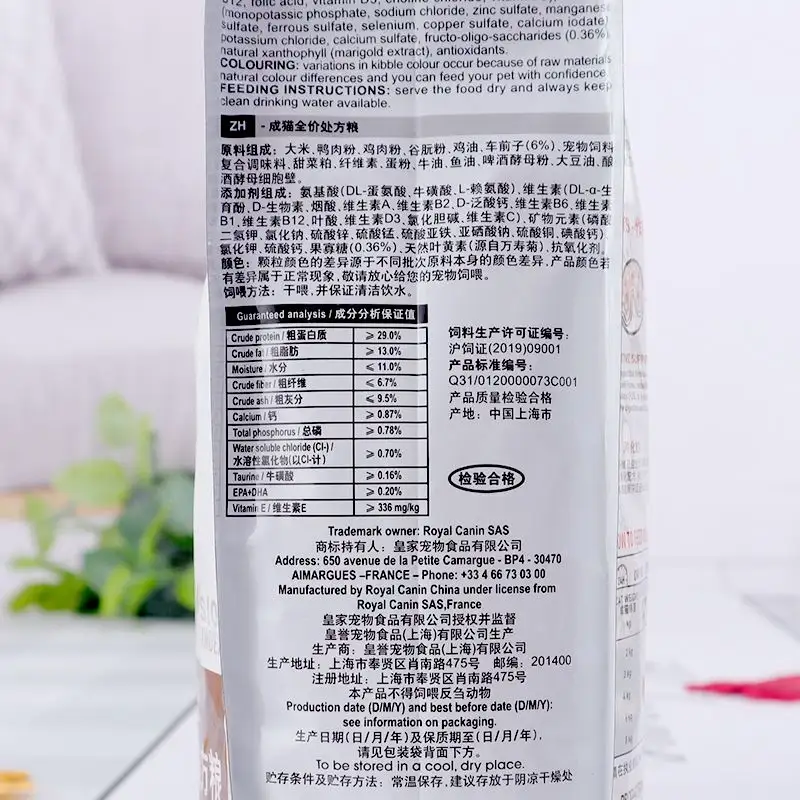 B12, folic acid, vitamin D3, choline chloride,
(monopotassic phosphate, sodium chloride, zinc sulfate, manganese
sulfate, ferrous sulfate, selenium, copper sulfate, calcium iodate)
potassium chloride, calcium sulfate, fructo-oligo-saccharides (0.36%)
natural xanthophyll (marigold extract), antioxidants.
COLOURING: variations in kibble colour occur because of raw materials
natural colour differences and you can feed your pet with confidence
FEEDING INSTRUCTIONS: serve the food dry and always keep
clean drinking water available.
ZH - 成猫全价处方粮
原料组成：大米、鸭肉粉、鸡肉粉、谷朊粉、鸡油、车前子(6%)、宠物饲料
复合调味料、甜菜粕、纤维素、蛋粉、牛油、鱼油、啤酒酵母粉、大豆油、酿
酒酵母细胞壁。
添加剂组成：氨基酸(DL-蛋氨酸、牛磺酸、L-赖氨酸)、维生素(DL-α-生
育酚、D-生物素、烟酸、维生素A、维生素B2、D-泛酸钙、维生素B6、维生素
B1、维生素B12、叶酸、维生素D3、氯化胆碱、维生素C)、矿物元素(磷酸
二氢钾、氯化钠、硫酸锌、硫酸锰、硫酸亚铁、亚硒酸钠、硫酸铜、碘酸钙)
氯化钾、硫酸钙、果寡糖(0.36%)、天然叶黄素(源自万寿菊)、抗氧化剂。
颜色：颗粒颜色的差异源于不同批次原料本身的颜色差异,产品颜色若
有差异属于正常现象,敬请放心给您的宠物饲喂。
饲喂方法：干喂,并保证清洁饮水。
Guaranteed analysis / 成分分析保证值
Crude protein / 粗蛋白质 ≥ 29.0%
Crude fat / 粗脂肪 ≥ 13.0%
Moisture / 水分 ≤ 11.0%
Crude fiber / 粗纤维 ≤ 6.7%
Crude ash / 粗灰分 ≤ 9.5%
Calcium / 钙 ≥ 0.87%
Total phosphorus / 总磷 ≥ 0.78%
Water soluble chloride (Cl-) /
水溶性氯化物(以Cl-计) ≥ 0.70%
Taurine / 牛磺酸 ≥ 0.16%
EPA+DHA ≥ 0.20%
Vitamin E / 维生素E ≥ 336 mg/kg
饲料生产许可证编号：
沪饲证(2019)09001
产品标准编号：
Q31/0120000073C001
产品质量检验合格
产地：中国上海市
检验合格
Trademark owner: Royal Canin SAS
商标持有人：皇家宠物食品有限公司
Address: 650 avenue de la Petite Camargue - BP4 - 30470
AIMARGUES –FRANCE – Phone: +33 4 66 73 03 00
Manufactured by Royal Canin China under license from
Royal Canin SAS,France
皇家宠物食品有限公司授权并监督
皇誉宠物食品(上海)有限公司生产
生产商：皇誉宠物食品(上海)有限公司
生产地址：上海市奉贤区肖南路475号 邮编：201400
注册地址：上海市奉贤区肖南路475号
本产品不得饲喂反刍动物
Production date (D/M/Y) and best before date (D/M/Y):
see information on packaging.
生产日期(日/月/年)及保质期至(日/月/年),
请见包装袋背面下方。
To be stored in a cool, dry place.
贮存条件及贮存方法：常温保存,建议存放于阴凉干燥处
方粮